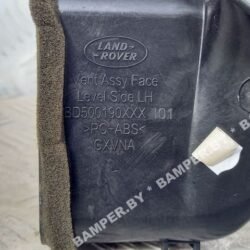 LAND-
ROVER
Vent Assy Face
Level Side LH
3D500190XXX 101
>PC-ABS<
GXVNA
BAMPER.BY * BAMPER.BY *